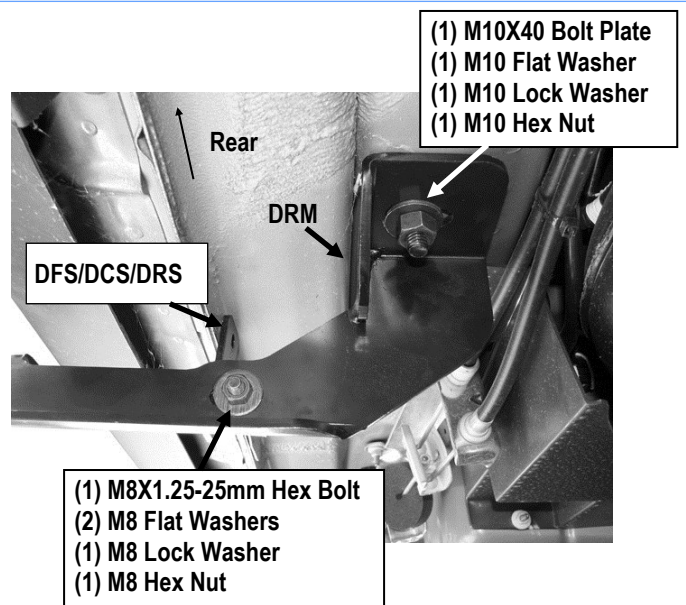 (1) M10X40 Bolt Plate
(1) M10 Flat Washer
(1) M10 Lock Washer
(1) M10 Hex Nut
Rear
DRM
DFS/DCS/DRS
(1) M8X1.25-25mm Hex Bolt
(2) M8 Flat Washers
(1) M8 Lock Washer
(1) M8 Hex Nut